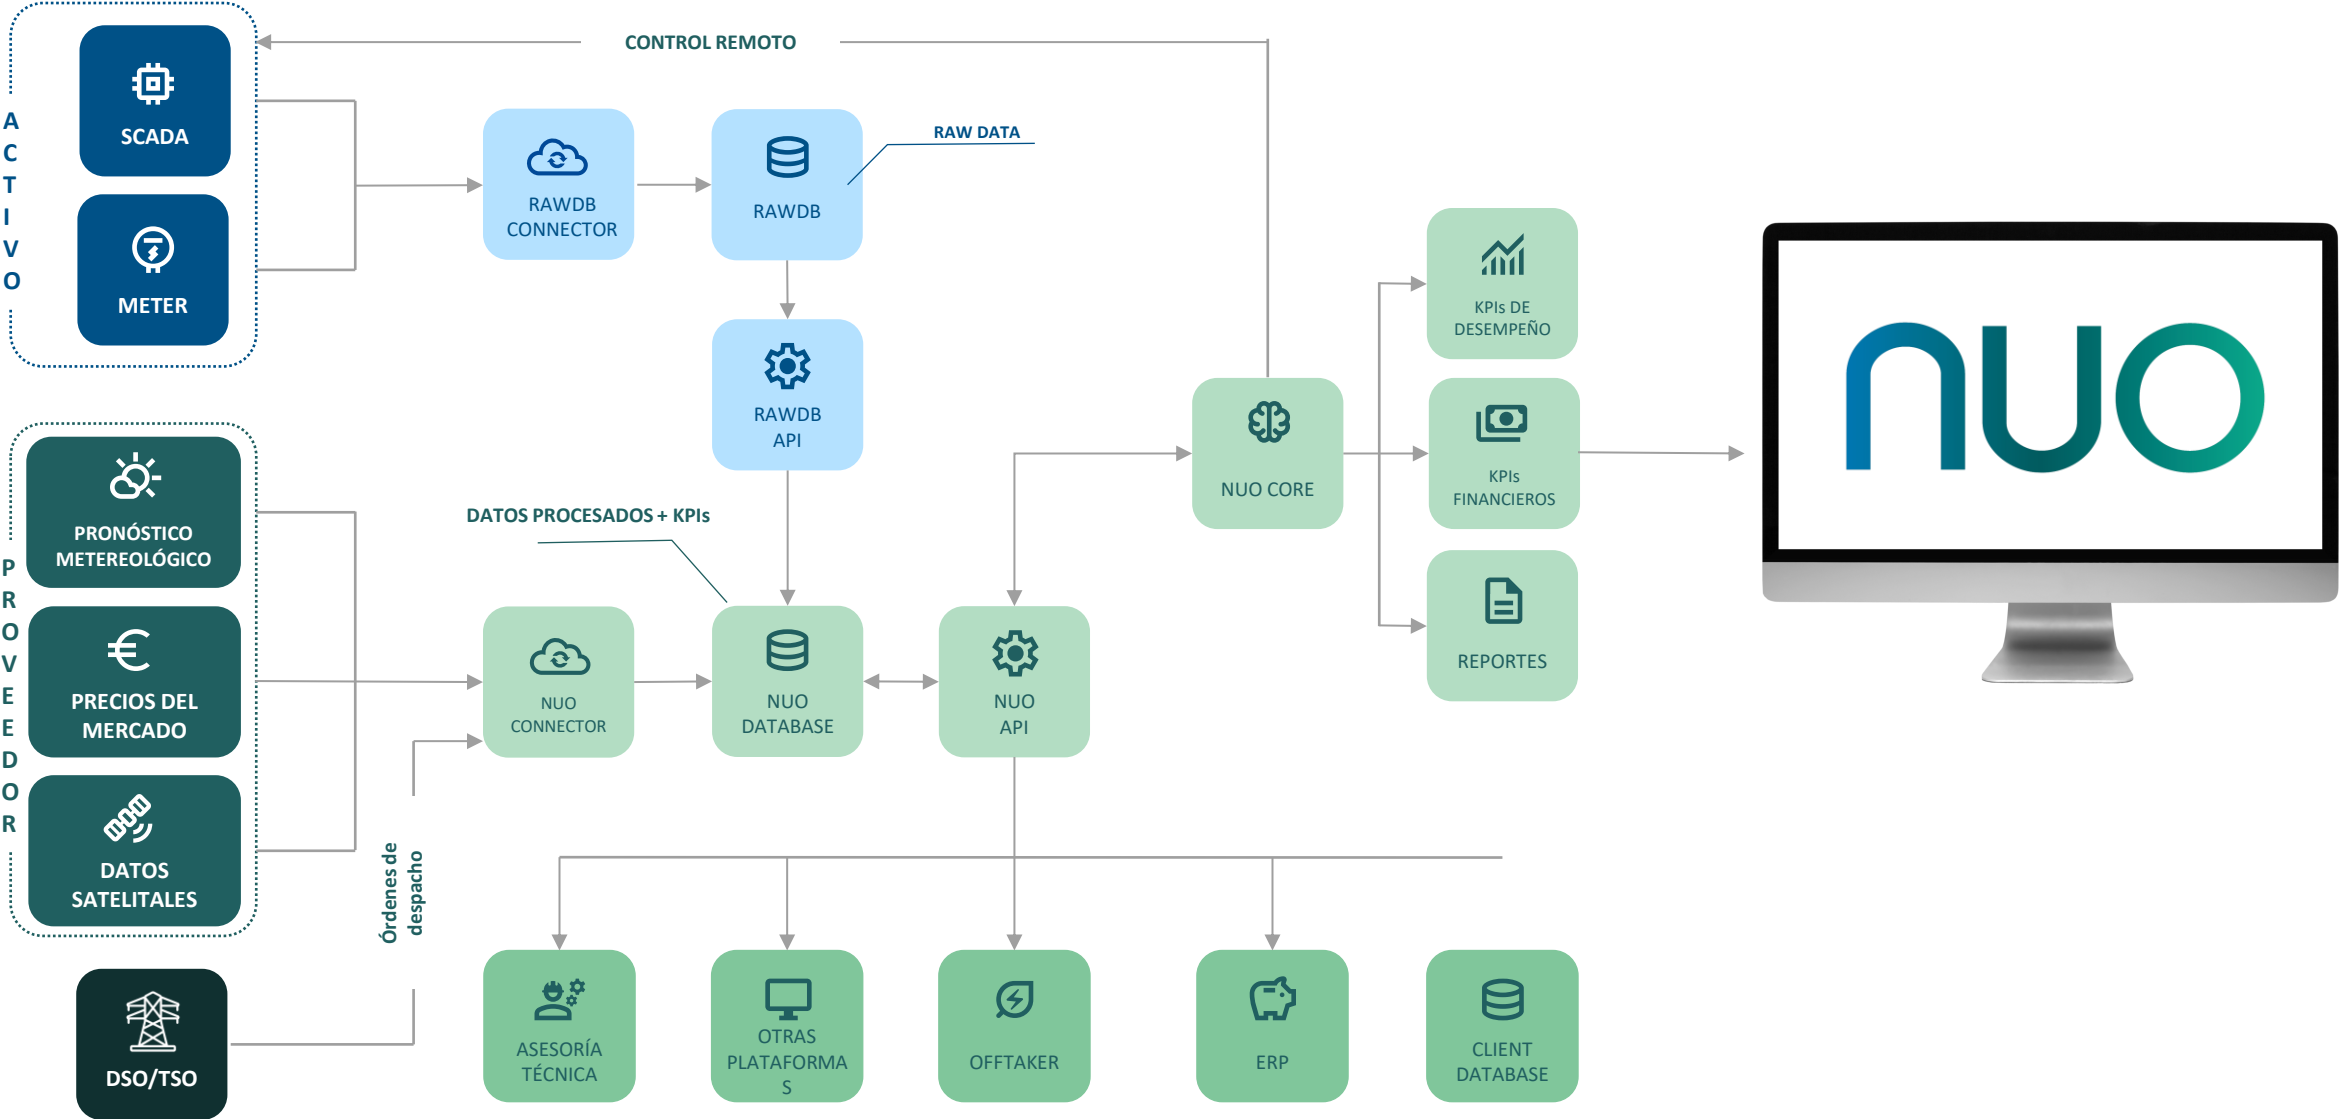 CONTROL REMOTO
ACTIVO
SCADA
METER
RAWDB
CONNECTOR
RAWDB
RAW DATA
RAWDB
API
KPIs DE
DESEMPEÑO
NUO CORE
KPIs
FINANCIEROS
REPORTES
nuo
PROVEEDOR
PRONÓSTICO
METEREOLÓGICO
PRECIOS DEL
MERCADO
DATOS
SATELITALES
DATOS PROCESADOS + KPIs
NUO
CONNECTOR
NUO
DATABASE
NUO
API
Órdenes de
despacho
DSO/TSO
ASESORÍA
TÉCNICA
OTRAS
PLATAFORMA
S
OFFTAKER
ERP
CLIENT
DATABASE